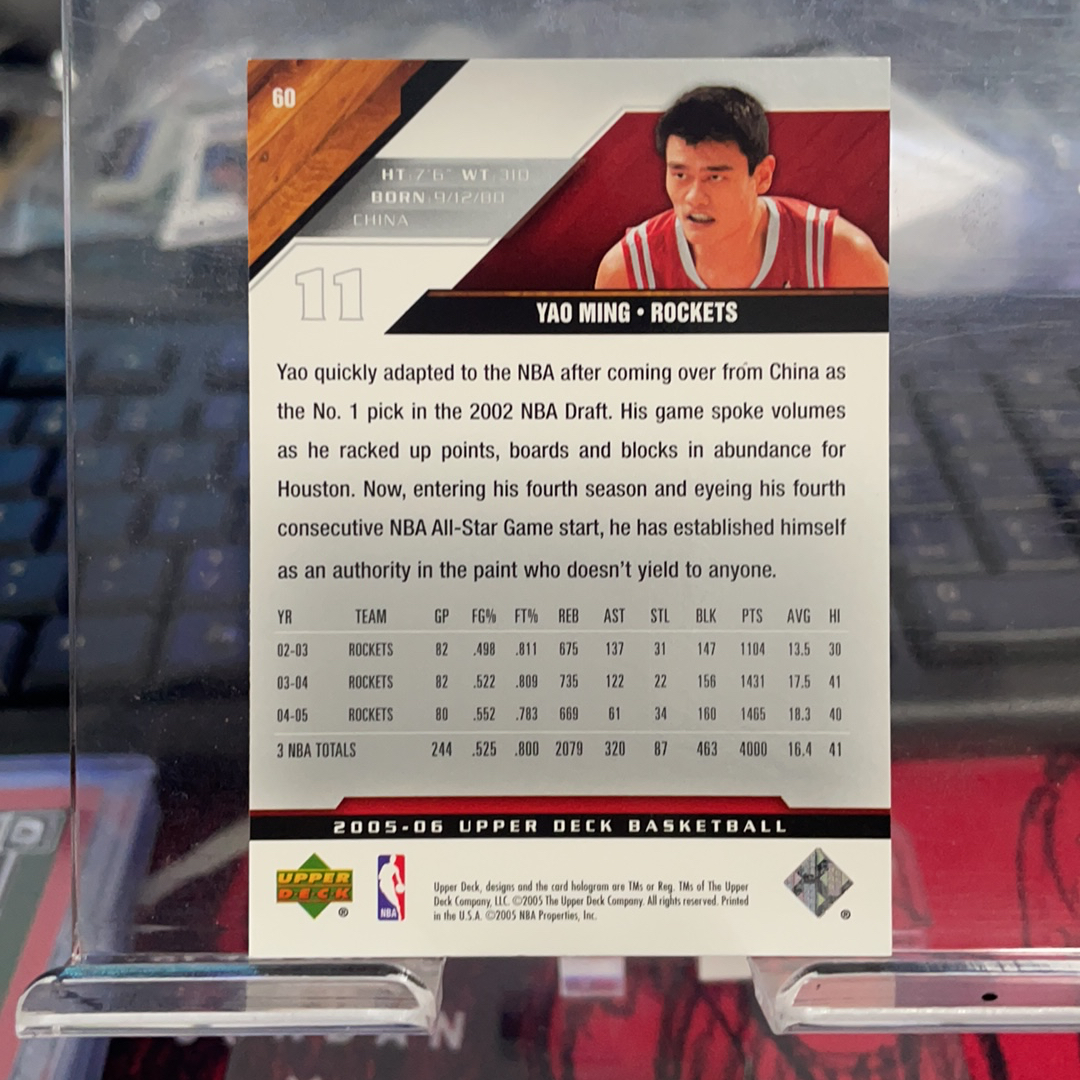 60
HT: 7'6" WT: 310
BORN: 9/12/80
CHINA
11
YAO MING • ROCKETS
Yao quickly adapted to the NBA after coming over from China as
the No. 1 pick in the 2002 NBA Draft. His game spoke volumes
as he racked up points, boards and blocks in abundance for
Houston. Now, entering his fourth season and eyeing his fourth
consecutive NBA All-Star Game start, he has established himself
as an authority in the paint who doesn't yield to anyone.
YR TEAM GP FG% FT% REB AST STL BLK PTS AVG HI
02-03 ROCKETS 82 .498 .811 675 137 31 147 1104 13.5 30
03-04 ROCKETS 82 .522 .809 735 122 22 156 1431 17.5 41
04-05 ROCKETS 80 .552 .783 669 61 34 160 1465 18.3 40
3 NBA TOTALS 244 .525 .800 2079 320 87 463 4000 16.4 41
2005-06 UPPER DECK BASKETBALL
UPPER
DECK
®
NBA
Upper Deck, designs and the card hologram are TMs or Reg. TMs of The Upper
Deck Company, LLC. ©2005 The Upper Deck Company. All rights reserved. Printed
in the U.S.A. ©2005 NBA Properties, Inc.
®